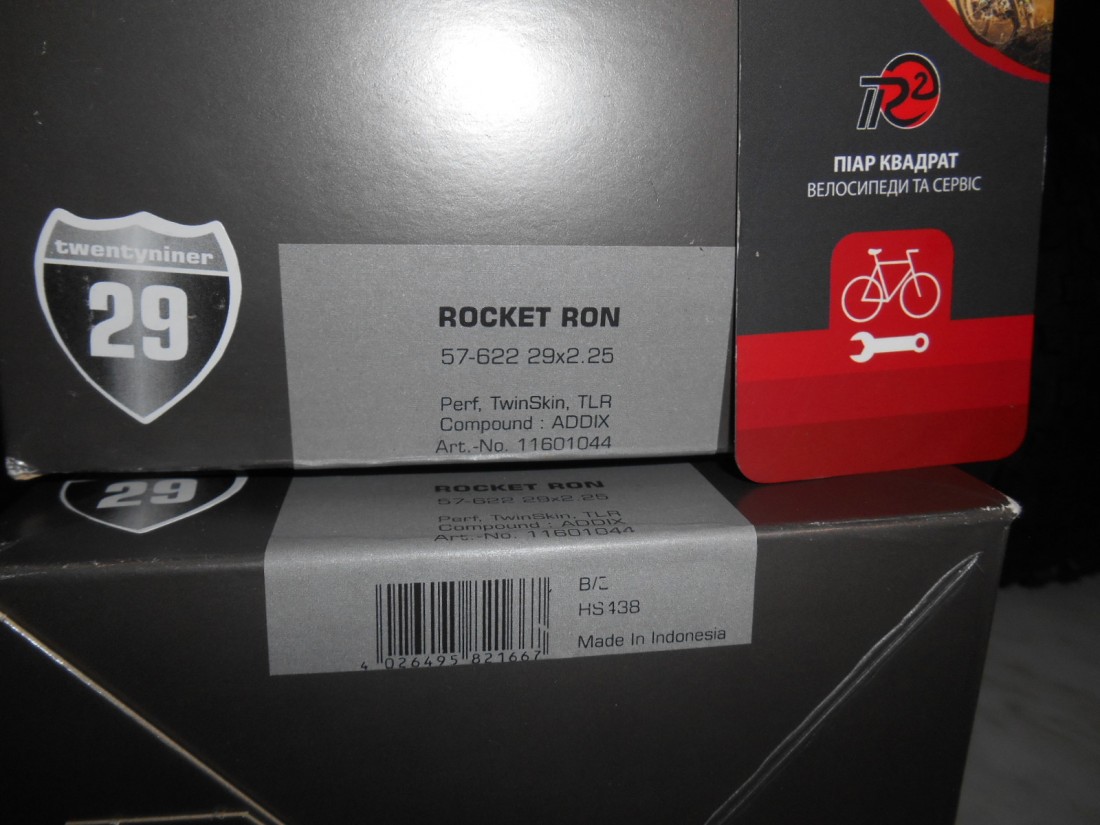 twentyniner
29
ROCKET RON
57-622 29x2.25
Perf, TwinSkin, TLR
Compound : ADDIX
Art.-No. 11601044
R2
ПІАР КВАДРАТ
ВЕЛОСИПЕДИ ТА СЕРВІС
29
ROCKET RON
57-622 29x2.25
Perf, TwinSkin, TLR
Compound : ADDIX
Art.-No. 11601044
4 026495 821667
HS438
Made In Indonesia